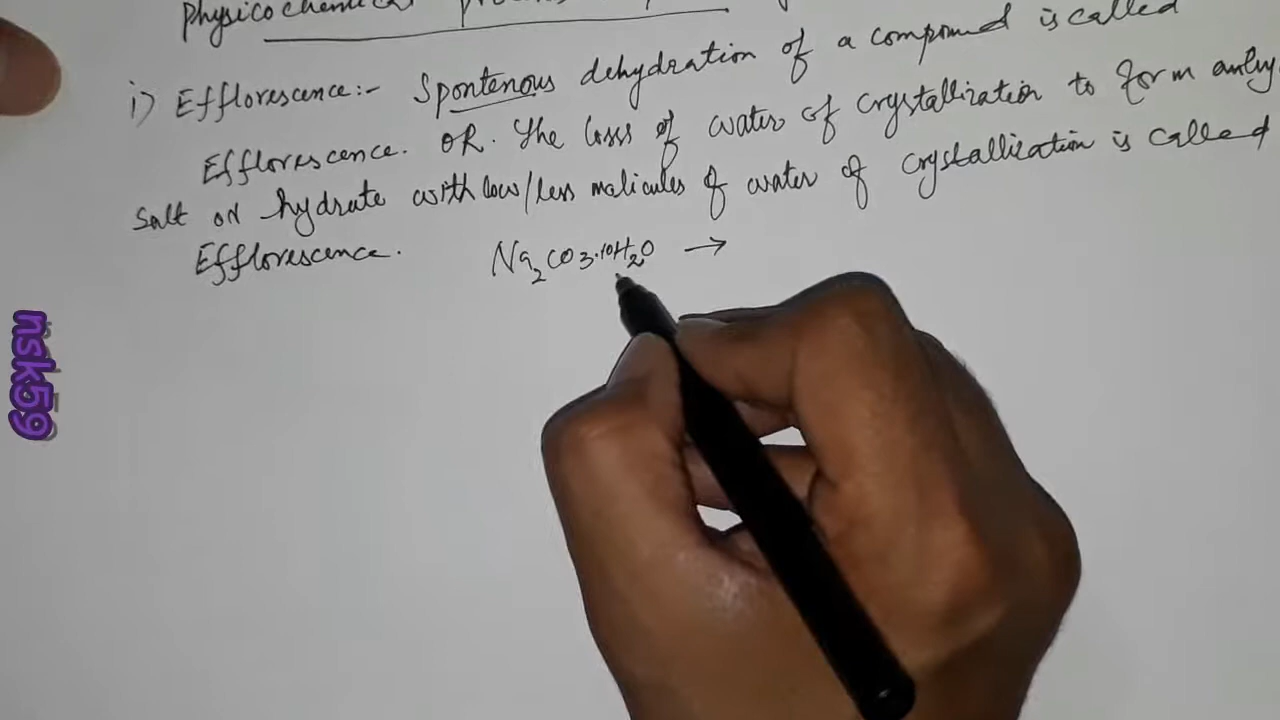 Physicochemical
i) Efflorescence:- Spontenous dehydration of a compound is called
Efflorescence. OR. The loss of water of crystallization to form anhy
Salt or hydrate with low/less malicules of water of crystallization is called
Efflorescence. Na2CO3.10H2O →
nsk59